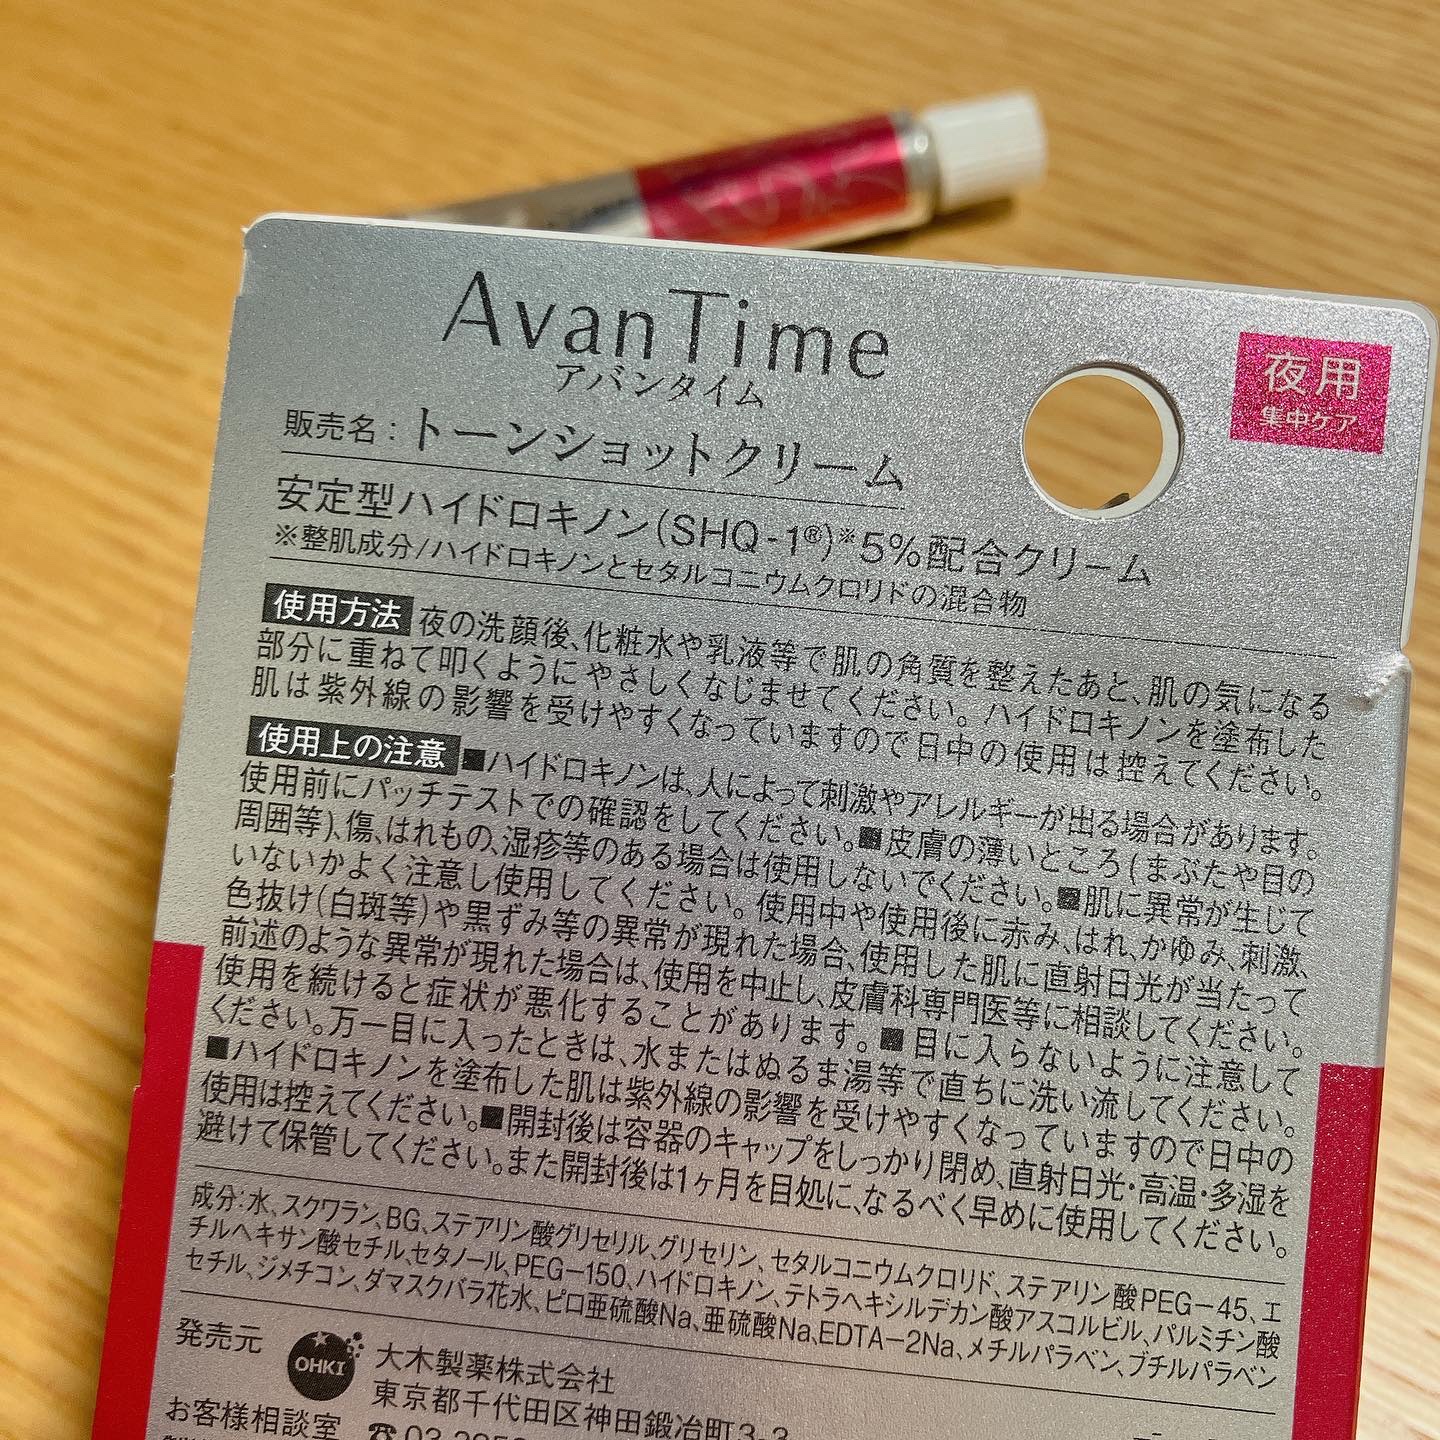 AvanTime
アバンタイム
夜用
集中ケア
販売名：トーンショットクリーム
安定型ハイドロキノン(SHQ-1®)※5%配合クリーム
※整肌成分/ハイドロキノンとセタルコニウムクロリドの混合物
使用方法 夜の洗顔後、化粧水や乳液等で肌の角質を整えたあと、肌の気になる
部分に重ねて叩くようにやさしくなじませてください。ハイドロキノンを塗布した
肌は紫外線の影響を受けやすくなっていますので日中の使用は控えてください。
使用上の注意 ■ハイドロキノンは、人によって刺激やアレルギーが出る場合があります。
使用前にパッチテストでの確認をしてください。■皮膚の薄いところ(まぶたや目の
周囲等)、傷、はれもの、湿疹等のある場合は使用しないでください。■肌に異常が生じて
いないかよく注意し使用してください。使用中や使用後に赤み、はれ、かゆみ、刺激、
色抜け(白斑等)や黒ずみ等の異常が現れた場合、使用した肌に直射日光が当たって
前述のような異常が現れた場合は、使用を中止し、皮膚科専門医等に相談してください。
使用を続けると症状が悪化することがあります。■目に入らないように注意して
ください。万一目に入ったときは、水またはぬるま湯等で直ちに洗い流してください。
■ハイドロキノンを塗布した肌は紫外線の影響を受けやすくなっていますので日中の
使用は控えてください。■開封後は容器のキャップをしっかり閉め、直射日光・高温・多湿を
避けて保管してください。また開封後は1ヶ月を目処に、なるべく早めに使用してください。
成分：水、スクワラン、BG、ステアリン酸グリセリル、グリセリン、セタルコニウムクロリド、ステアリン酸PEG－45、エ
チルヘキサン酸セチル、セタノール、PEG－150、ハイドロキノン、テトラヘキシルデカン酸アスコルビル、パルミチン酸
セチル、ジメチコン、ダマスクバラ花水、ピロ亜硫酸Na、亜硫酸Na、EDTA－2Na、メチルパラベン、ブチルパラベン
発売元
OHKI
大木製薬株式会社
東京都千代田区神田鍛冶町3-3
お客様相談室